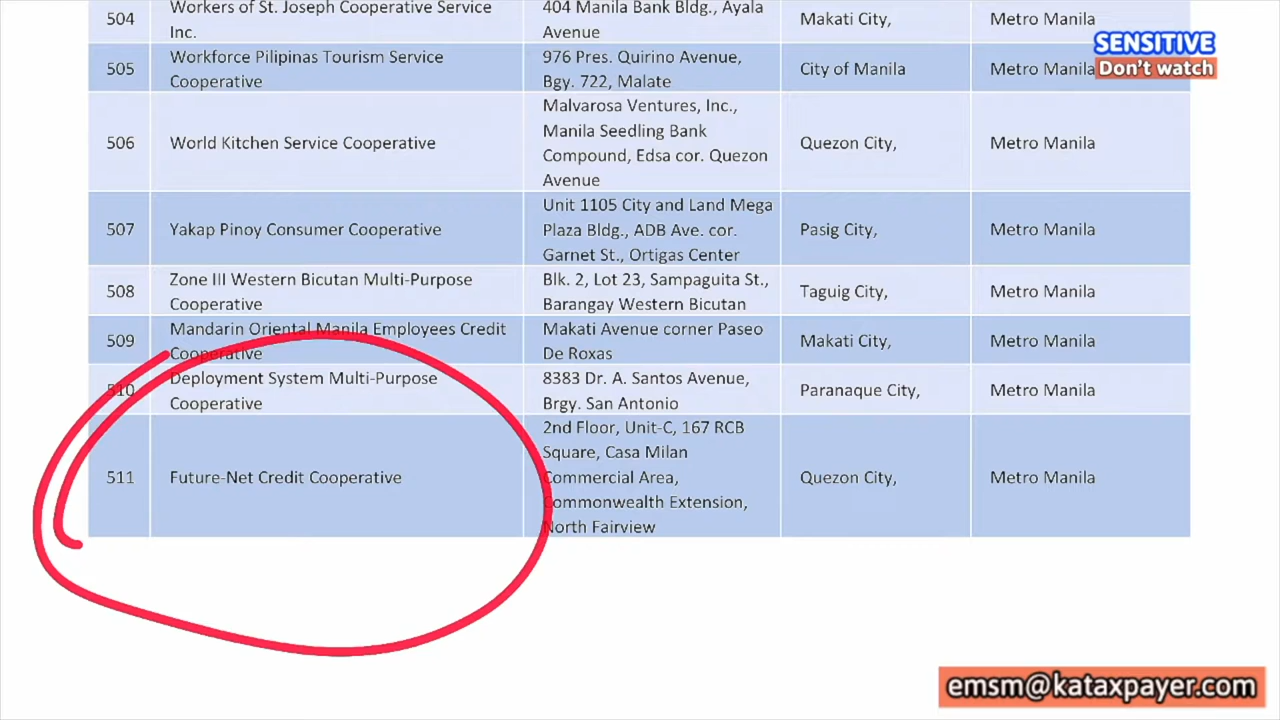 504 Workers of St. Joseph Cooperative Service Inc. 404 Manila Bank Bldg., Ayala Avenue Makati City, Metro Manila
SENSITIVE
Don't watch
505 Workforce Pilipinas Tourism Service Cooperative 976 Pres. Quirino Avenue, Bgy. 722, Malate City of Manila Metro Manila
506 World Kitchen Service Cooperative Malvarosa Ventures, Inc., Manila Seedling Bank Compound, Edsa cor. Quezon Avenue Quezon City, Metro Manila
507 Yakap Pinoy Consumer Cooperative Unit 1105 City and Land Mega Plaza Bldg., ADB Ave. cor. Garnet St., Ortigas Center Pasig City, Metro Manila
508 Zone III Western Bicutan Multi-Purpose Cooperative Blk. 2, Lot 23, Sampaguita St., Barangay Western Bicutan Taguig City, Metro Manila
509 Mandarin Oriental Manila Employees Credit Cooperative Makati Avenue corner Paseo De Roxas Makati City, Metro Manila
510 Deployment System Multi-Purpose Cooperative 8383 Dr. A. Santos Avenue, Brgy. San Antonio Paranaque City, Metro Manila
511 Future-Net Credit Cooperative 2nd Floor, Unit-C, 167 RCB Square, Casa Milan Commercial Area, Commonwealth Extension, North Fairview Quezon City, Metro Manila
emsm@kataxpayer.com